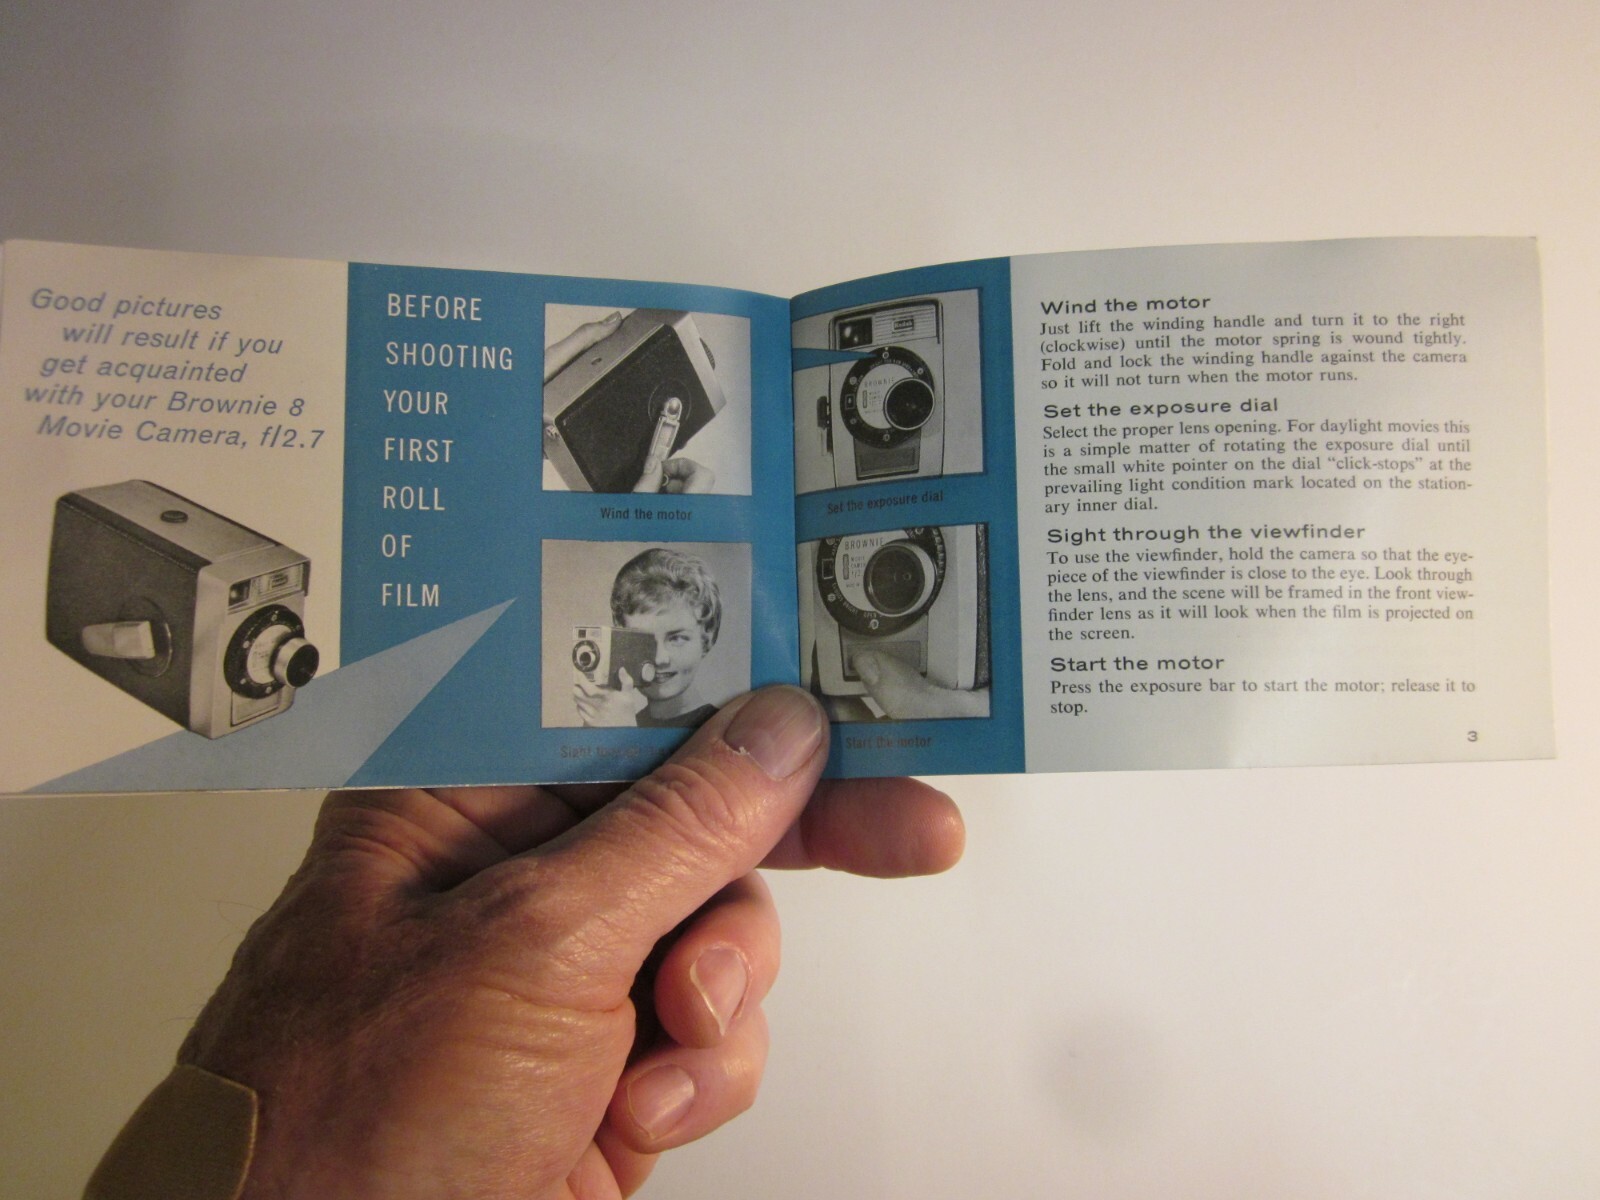 Good pictures
will result if you
get acquainted
with your Brownie 8
Movie Camera, f/2.7
BEFORE
SHOOTING
YOUR
FIRST
ROLL
OF
FILM
Wind the motor
Sight through
Kodak
BROWNIE
Set the exposure dial
BROWNIE
Start the motor
Wind the motor
Just lift the winding handle and turn it to the right
(clockwise) until the motor spring is wound tightly.
Fold and lock the winding handle against the camera
so it will not turn when the motor runs.
Set the exposure dial
Select the proper lens opening. For daylight movies this
is a simple matter of rotating the exposure dial until
the small white pointer on the dial “click-stops” at the
prevailing light condition mark located on the station-
ary inner dial.
Sight through the viewfinder
To use the viewfinder, hold the camera so that the eye-
piece of the viewfinder is close to the eye. Look through
the lens, and the scene will be framed in the front view-
finder lens as it will look when the film is projected on
the screen.
Start the motor
Press the exposure bar to start the motor; release it to
stop.
3